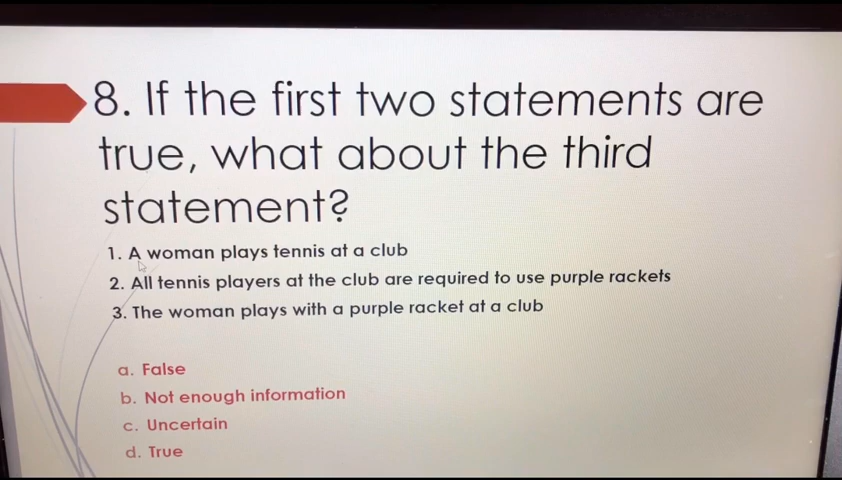 8. If the first two statements are
true, what about the third
statement?
1. A woman plays tennis at a club
2. All tennis players at the club are required to use purple rackets
3. The woman plays with a purple racket at a club
a. False
b. Not enough information
c. Uncertain
d. True